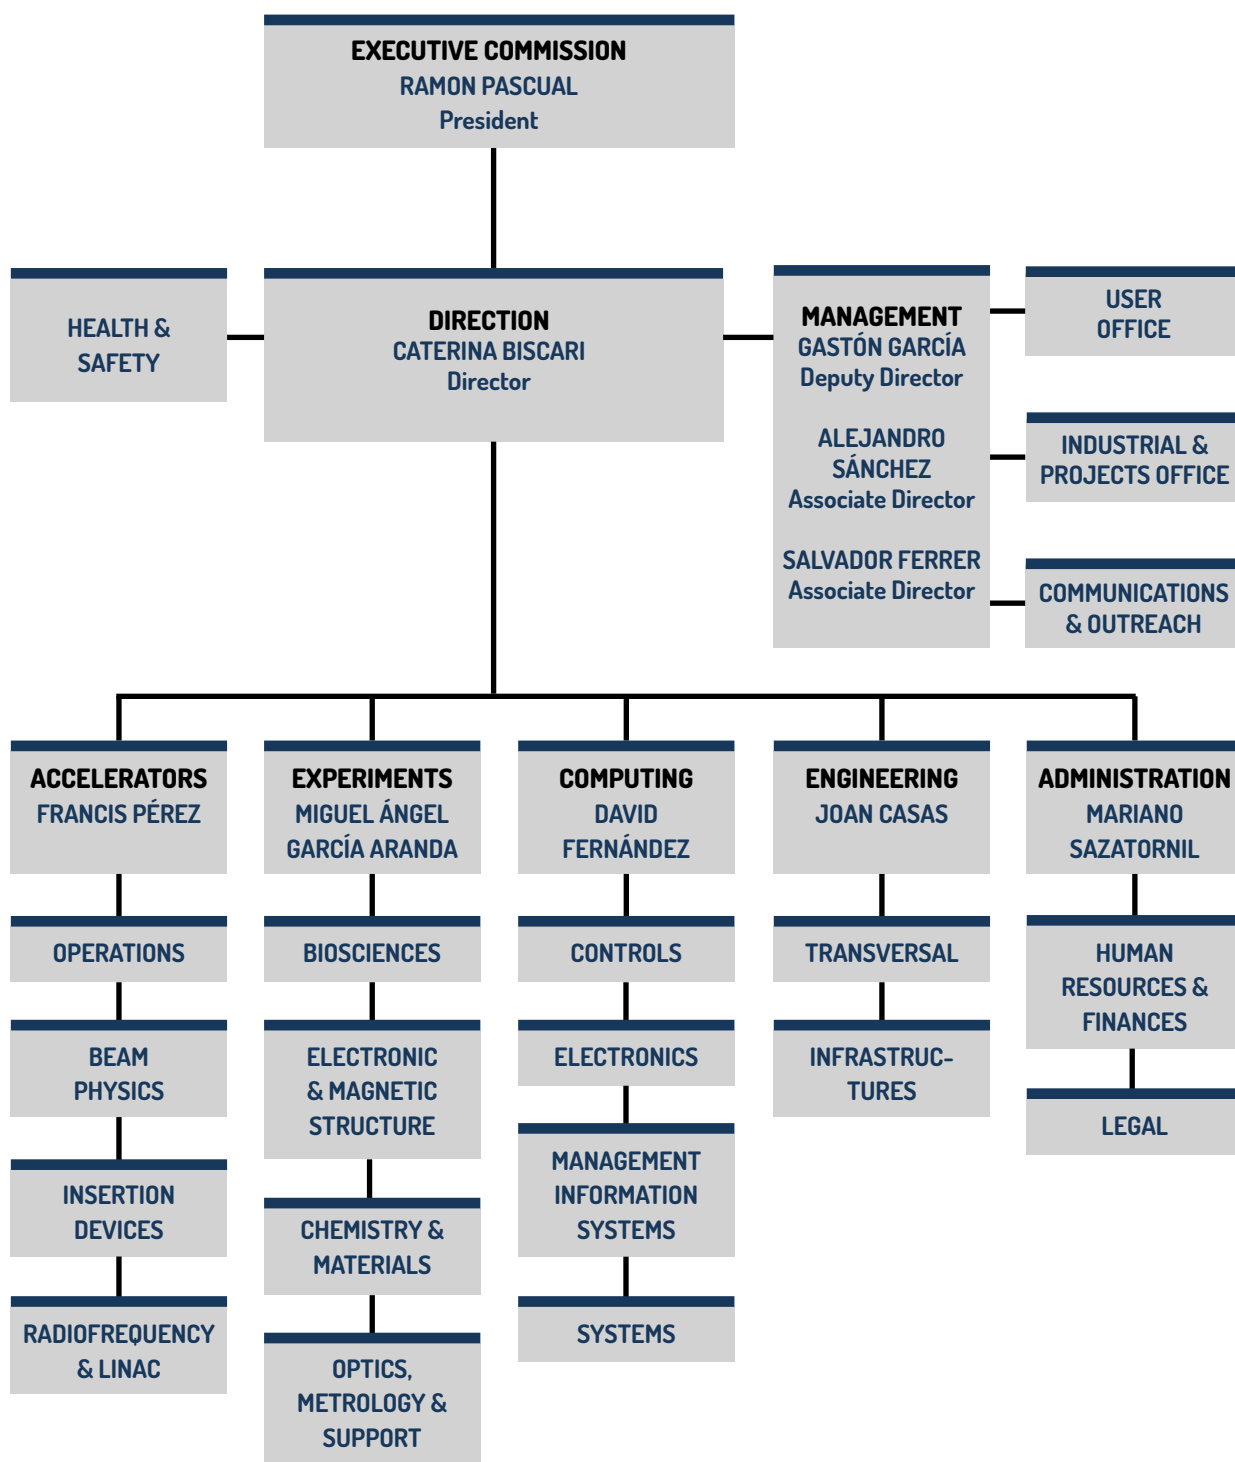 EXECUTIVE COMMISSION
RAMON PASCUAL
President
HEALTH &
SAFETY
DIRECTION
CATERINA BISCARI
Director
MANAGEMENT
GASTÓN GARCÍA
Deputy Director
ALEJANDRO
SÁNCHEZ
Associate Director
SALVADOR FERRER
Associate Director
USER
OFFICE
INDUSTRIAL &
PROJECTS OFFICE
COMMUNICATIONS
& OUTREACH
ACCELERATORS
FRANCIS PÉREZ
OPERATIONS
BEAM
PHYSICS
INSERTION
DEVICES
RADIOFREQUENCY
& LINAC
EXPERIMENTS
MIGUEL ÁNGEL
GARCÍA ARANDA
BIOSCIENCES
ELECTRONIC
& MAGNETIC
STRUCTURE
CHEMISTRY &
MATERIALS
OPTICS,
METROLOGY &
SUPPORT
COMPUTING
DAVID
FERNÁNDEZ
CONTROLS
ELECTRONICS
MANAGEMENT
INFORMATION
SYSTEMS
SYSTEMS
ENGINEERING
JOAN CASAS
TRANSVERSAL
INFRASTRUC-
TURES
ADMINISTRATION
MARIANO
SAZATORNIL
HUMAN
RESOURCES &
FINANCES
LEGAL